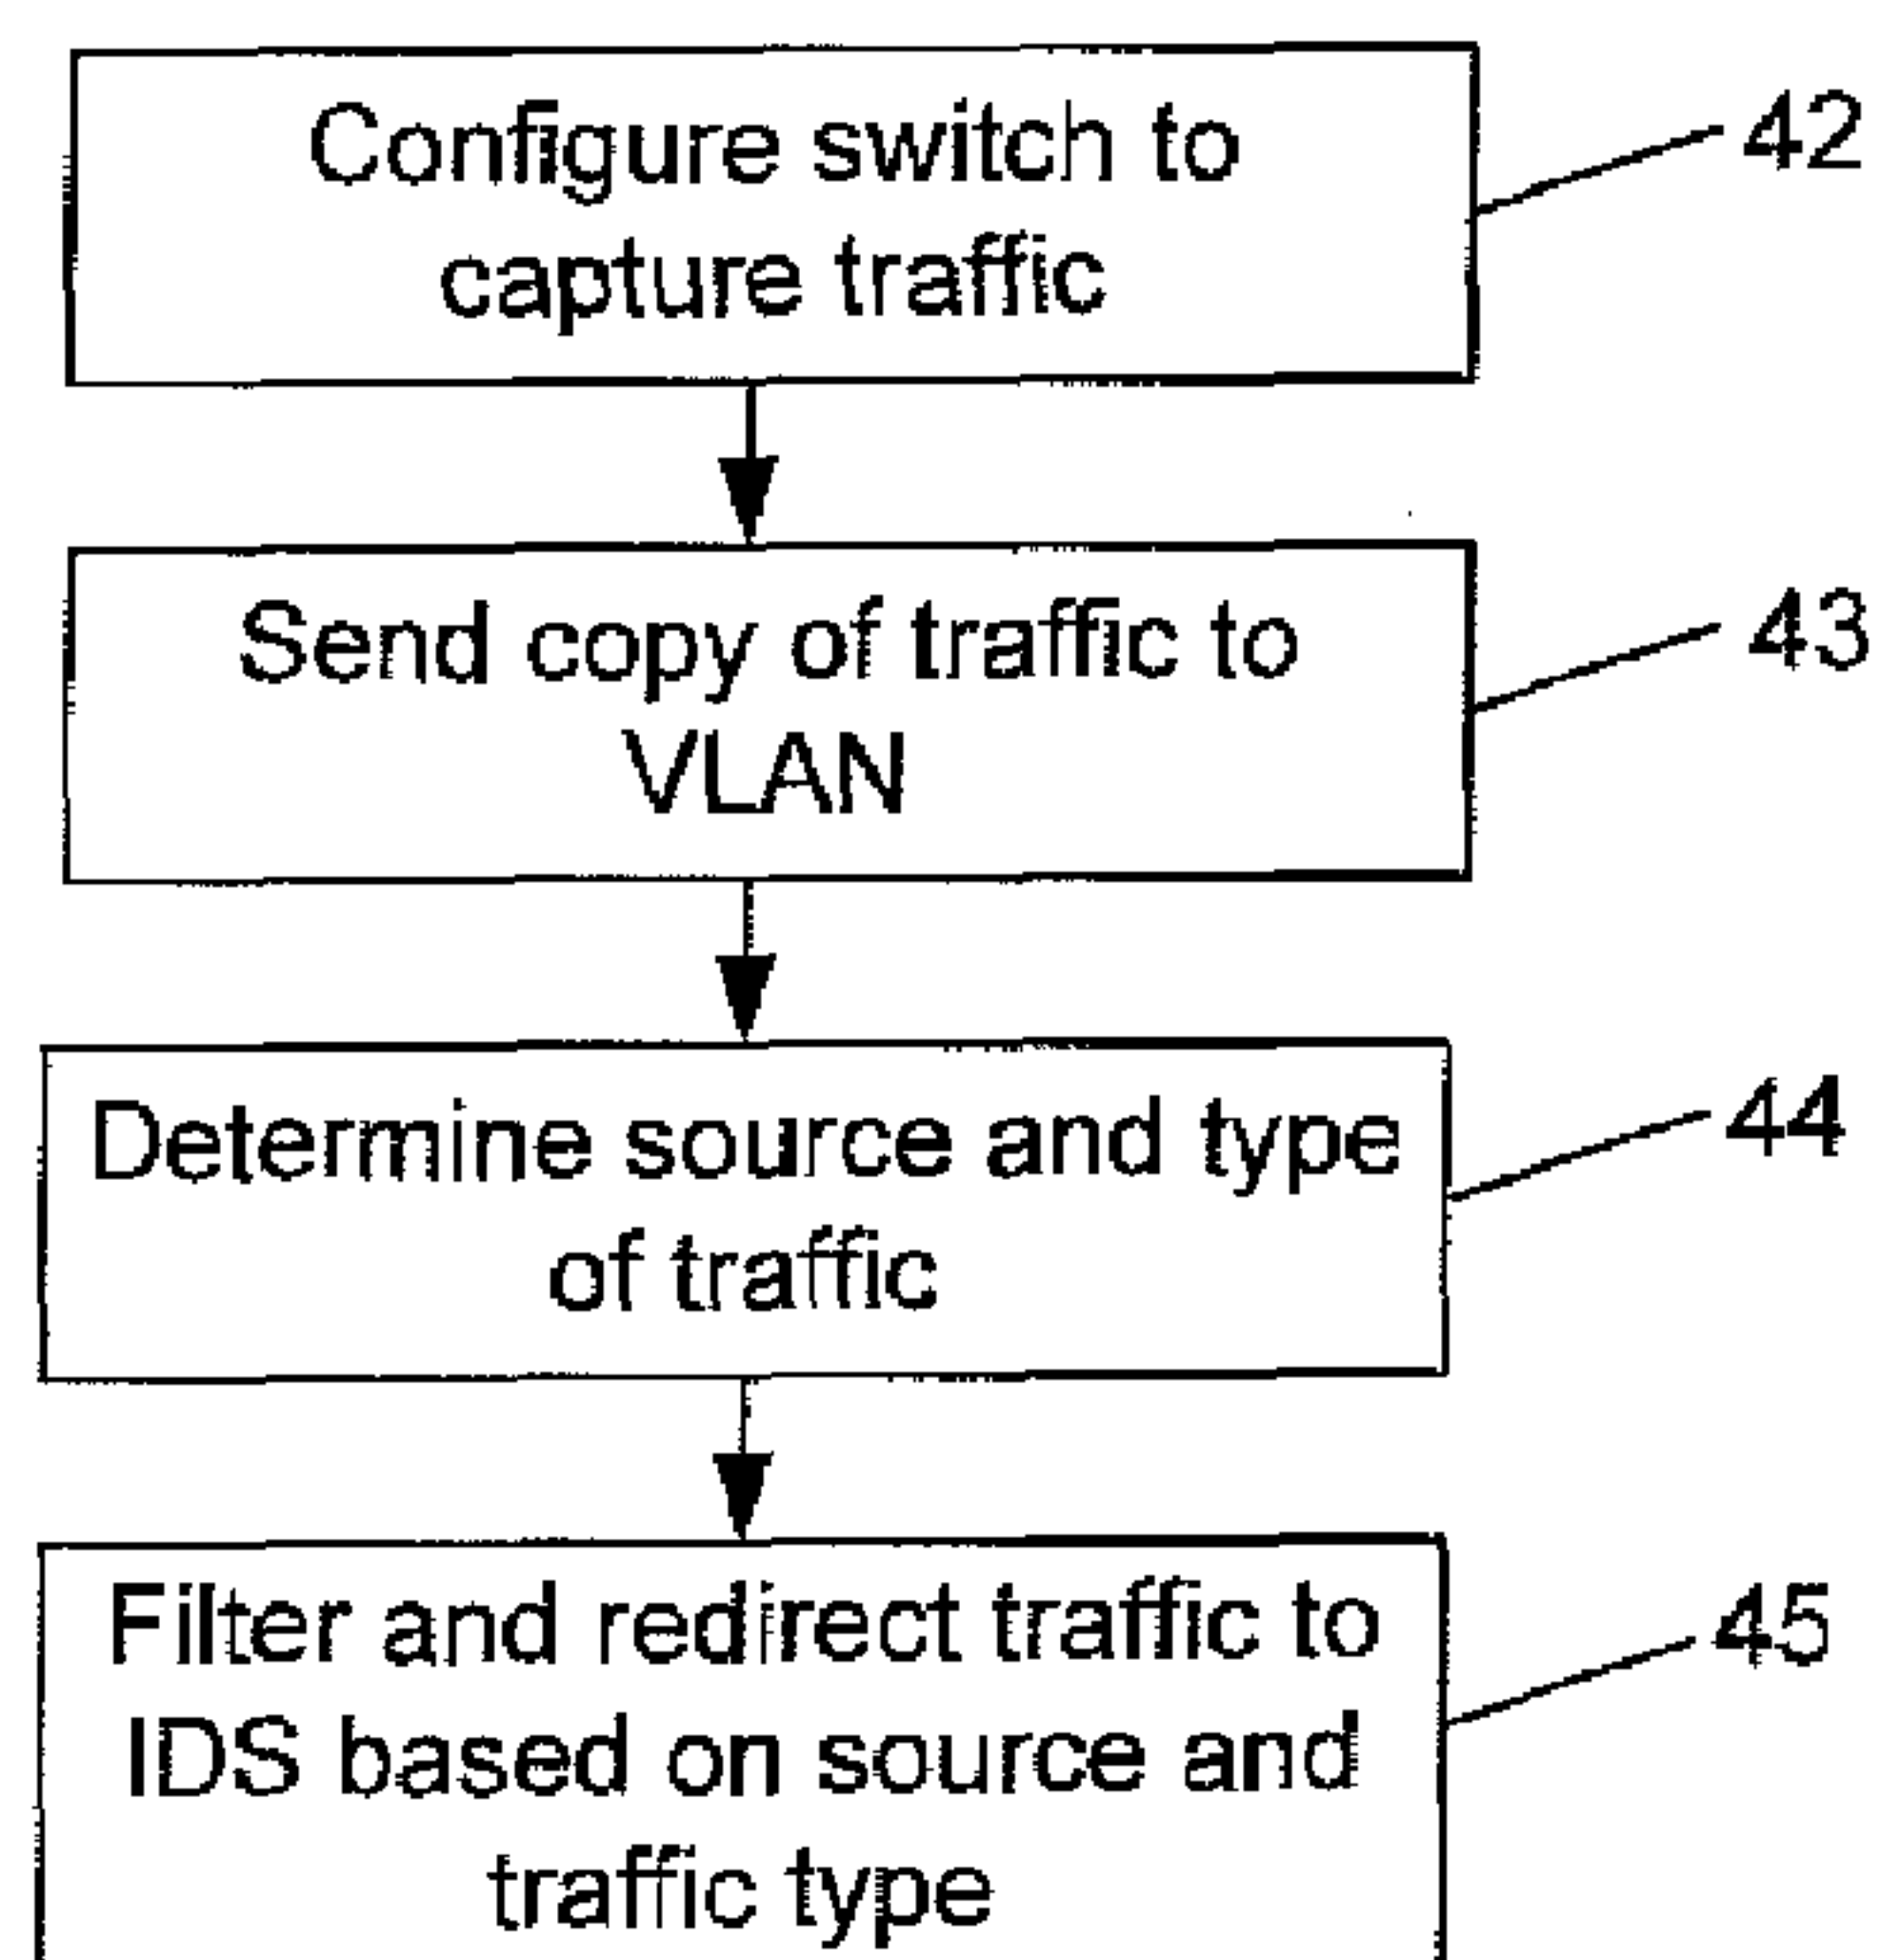 Configure switch to
capture traffic
42
Send copy of traffic to
VLAN
43
Determine source and type
of traffic
44
Filter and redirect traffic to
IDS based on source and
traffic type
45